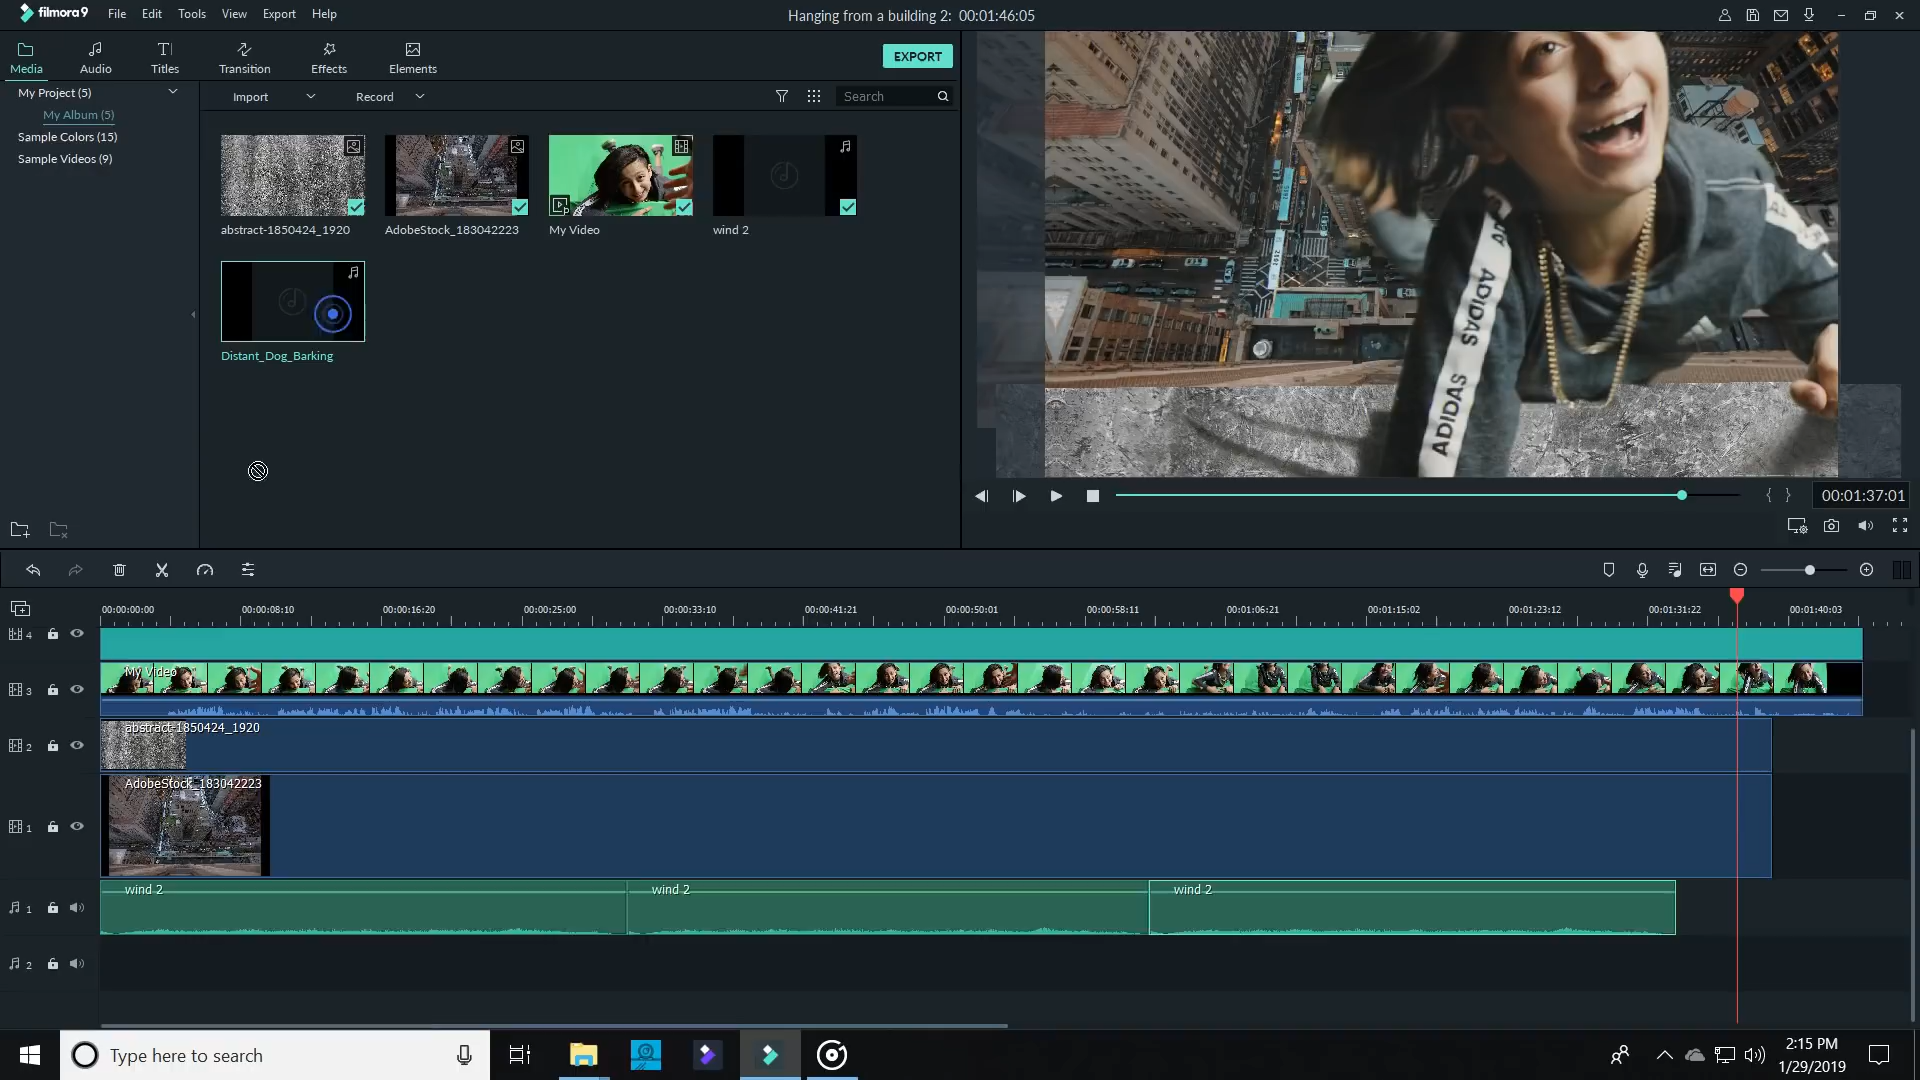 filmora9 File Edit Tools View Export Help Hanging from a building 2: 00:01:46:05
Media Audio Titles Transition Effects Elements EXPORT
My Project (5)
My Album (5)
Sample Colors (15)
Sample Videos (9)
Import Record Search
abstract-1850424_1920 AdobeStock_183042223 My Video wind 2
Distant_Dog_Barking
ADIDAS
ADIDAS
00:01:37:01
00:00:00:00 00:00:08:10 00:00:16:20 00:00:25:00 00:00:33:10 00:00:41:21 00:00:50:01 00:00:58:11 00:01:06:21 00:01:15:02 00:01:23:12 00:01:31:22 00:01:40:03
4
My Video
3
abstract-1850424_1920
2
AdobeStock_183042223
1
wind 2 wind 2 wind 2
1
2
Type here to search
2:15 PM
1/29/2019